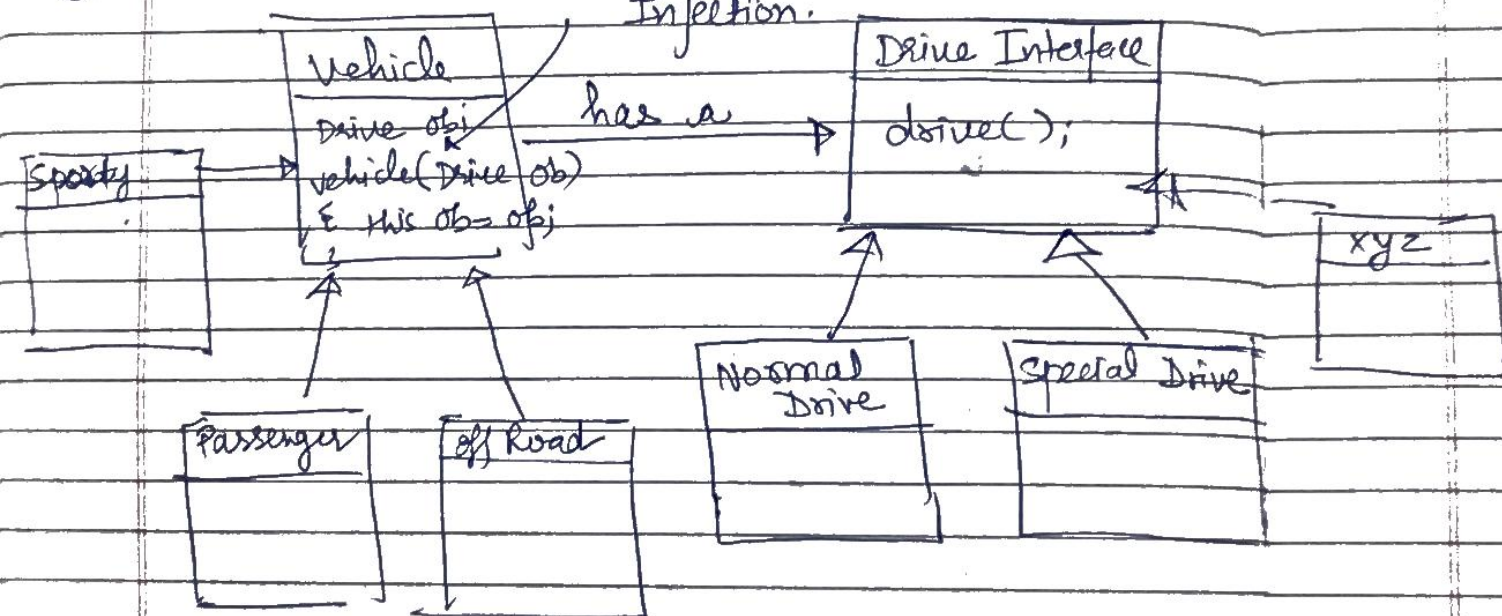 Injection.
Vehicle
Drive obj
vehicle(Drive ob)
{ this ob= obj
}
has a
Drive Interface
drive();
Sporty
xyz
Normal
Drive
Special Drive
Passenger
off Road